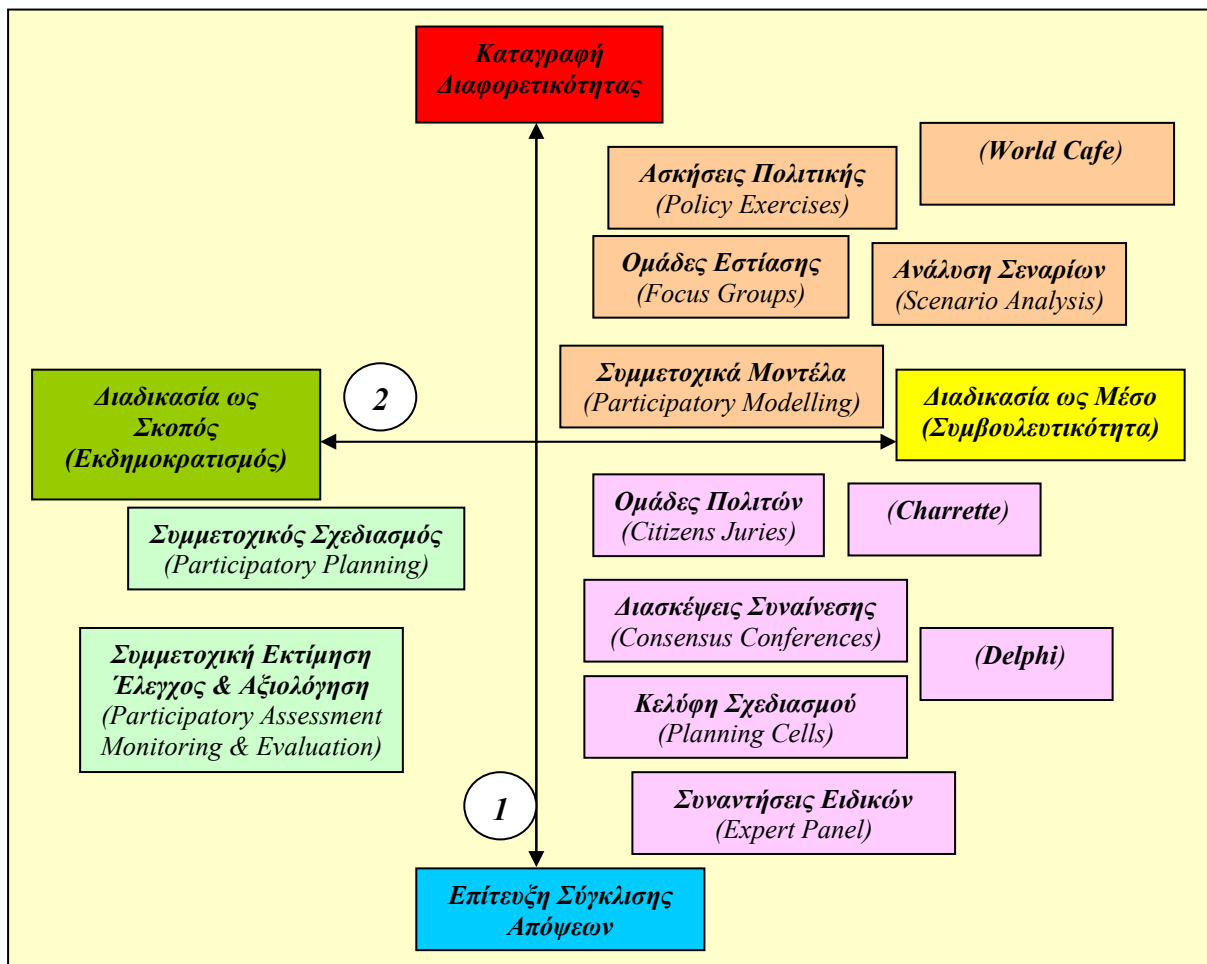 Καταγραφή
Διαφορετικότητας
(World Cafe)
Ασκήσεις Πολιτικής
(Policy Exercises)
Ομάδες Εστίασης
(Focus Groups)
Ανάλυση Σεναρίων
(Scenario Analysis)
Συμμετοχικά Μοντέλα
(Participatory Modelling)
Διαδικασία ως
Σκοπός
(Εκδημοκρατισμός)
2
Διαδικασία ως Μέσο
(Συμβουλευτικότητα)
Συμμετοχικός Σχεδιασμός
(Participatory Planning)
Ομάδες Πολιτών
(Citizens Juries)
(Charrette)
Διασκέψεις Συναίνεσης
(Consensus Conferences)
(Delphi)
Συμμετοχική Εκτίμηση
Έλεγχος & Αξιολόγηση
(Participatory Assessment
Monitoring & Evaluation)
Κελύφη Σχεδιασμού
(Planning Cells)
1
Συναντήσεις Ειδικών
(Expert Panel)
Επίτευξη Σύγκλισης
Απόψεων